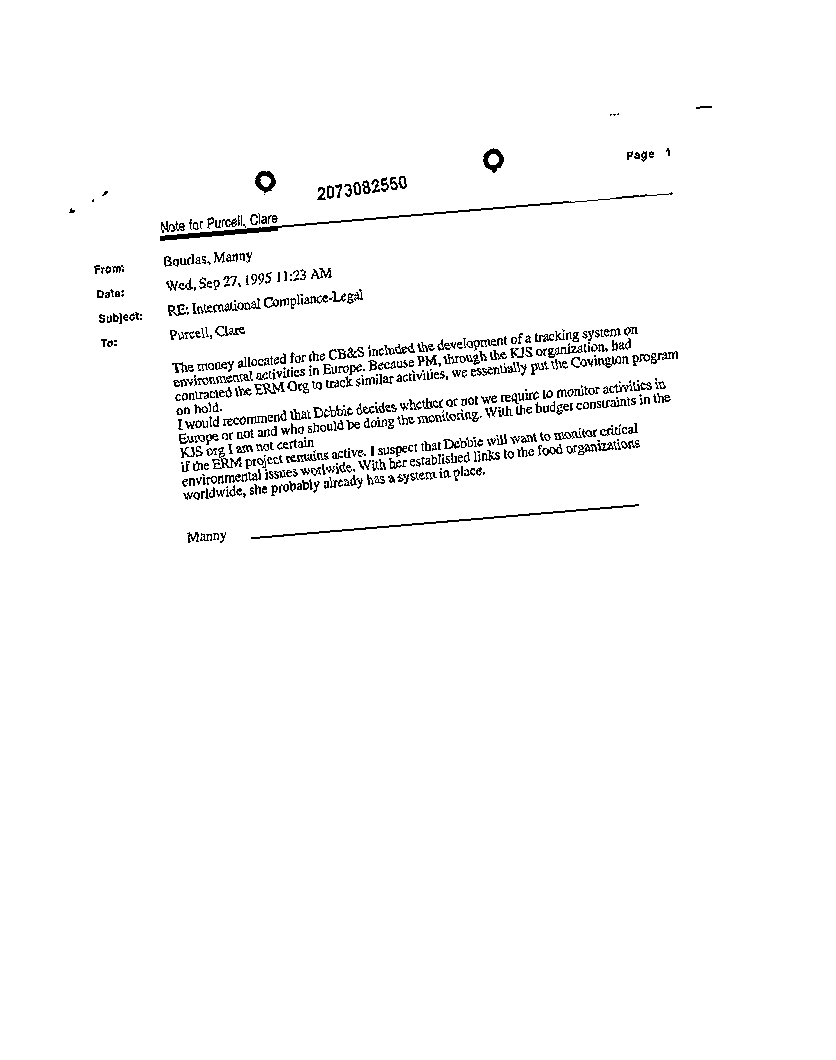 Page 1
2073082550
Note for Purcell, Clare
From: Bourlas, Manny
Date: Wed, Sep 27, 1995 11:23 AM
Subject: RE: International Compliance-Legal
To: Purcell, Clare
The money allocated for the CB&S included the development of a tracking system on
environmental activities in Europe. Because PM, through the KJS organization, had
contracted the ERM Org to track similar activities, we essentially put the Covington program
on hold.
I would recommend that Debbie decides whether or not we require to monitor activities in
Europe or not and who should be doing the monitoring. With the budget constraints in the
KJS org I am not certain
if the ERM project remains active. I suspect that Debbie will want to monitor critical
environmental issues worlwide. With her established links to the food organizations
worldwide, she probably already has a system in place.
Manny